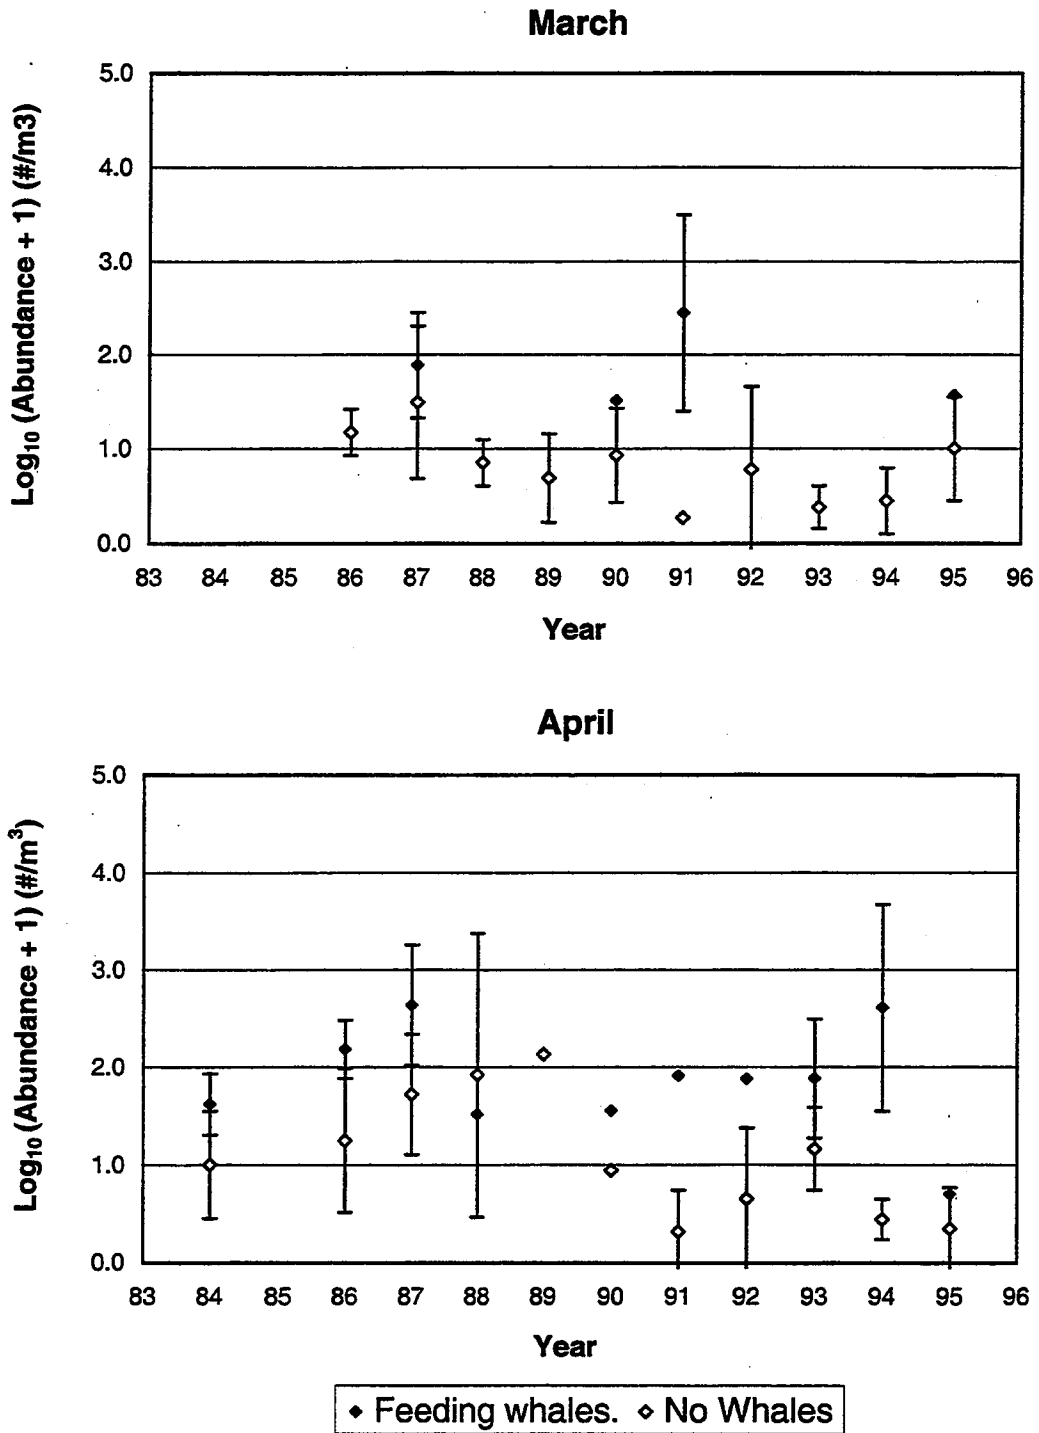 March
Log₁₀ (Abundance + 1) (#/m3)
5.0
4.0
3.0
2.0
1.0
0.0
83 84 85 86 87 88 89 90 91 92 93 94 95 96
Year
April
Log₁₀ (Abundance + 1) (#/m³)
5.0
4.0
3.0
2.0
1.0
0.0
83 84 85 86 87 88 89 90 91 92 93 94 95 96
Year
Feeding whales. No Whales